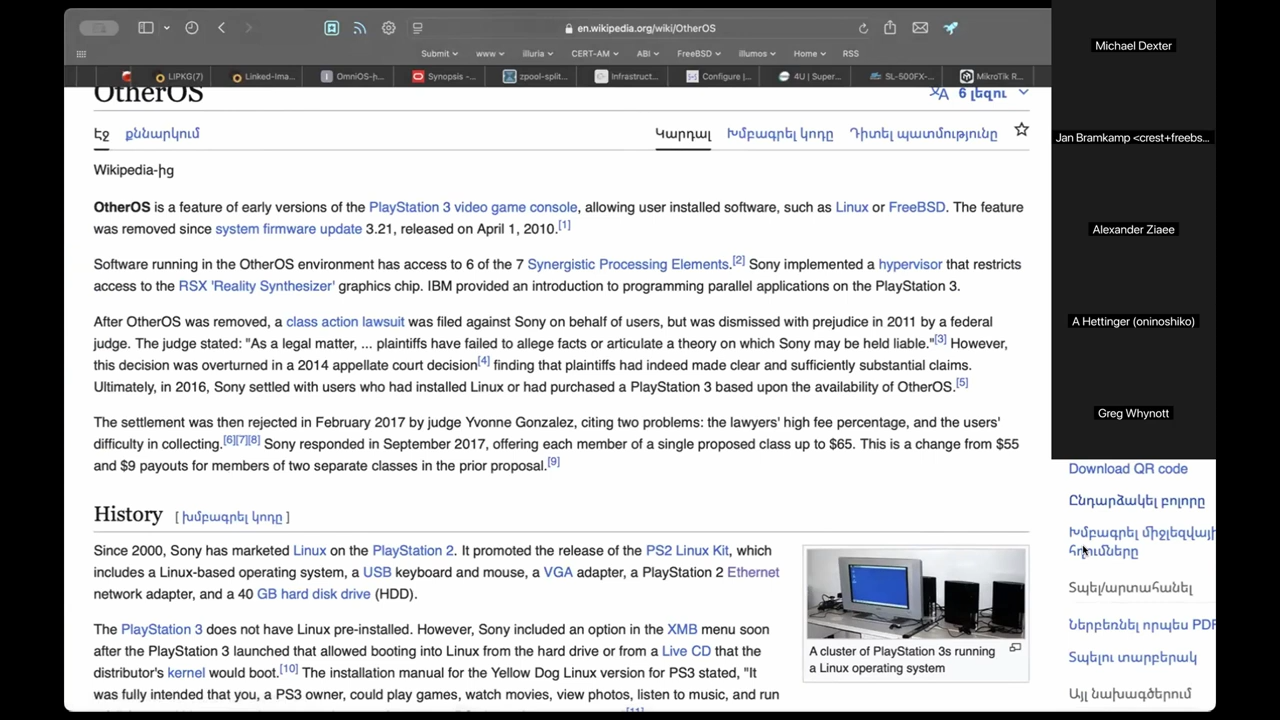 en.wikipedia.org/wiki/OtherOS
Submit www illuria CERT-AM ABI FreeBSD illumos Home RSS
LIPKG(7) Linked-Ima... OmniOS-ի... Synopsis -... zpool-split... Infrastruct... Configure |... 4U | Super... SL-500FX-... MikroTik R...
OtherOS
6 լեզու
Էջ քննարկում Կարդալ Խմբագրել կոդը Դիտել պատմությունը
Wikipedia-ից
OtherOS is a feature of early versions of the PlayStation 3 video game console, allowing user installed software, such as Linux or FreeBSD. The feature
was removed since system firmware update 3.21, released on April 1, 2010.[1]
Software running in the OtherOS environment has access to 6 of the 7 Synergistic Processing Elements.[2] Sony implemented a hypervisor that restricts
access to the RSX 'Reality Synthesizer' graphics chip. IBM provided an introduction to programming parallel applications on the PlayStation 3.
After OtherOS was removed, a class action lawsuit was filed against Sony on behalf of users, but was dismissed with prejudice in 2011 by a federal
judge. The judge stated: "As a legal matter, ... plaintiffs have failed to allege facts or articulate a theory on which Sony may be held liable."[3] However,
this decision was overturned in a 2014 appellate court decision[4] finding that plaintiffs had indeed made clear and sufficiently substantial claims.
Ultimately, in 2016, Sony settled with users who had installed Linux or had purchased a PlayStation 3 based upon the availability of OtherOS.[5]
The settlement was then rejected in February 2017 by judge Yvonne Gonzalez, citing two problems: the lawyers' high fee percentage, and the users'
difficulty in collecting.[6][7][8] Sony responded in September 2017, offering each member of a single proposed class up to $65. This is a change from $55
and $9 payouts for members of two separate classes in the prior proposal.[9]
History [ խմբագրել կոդը ]
Since 2000, Sony has marketed Linux on the PlayStation 2. It promoted the release of the PS2 Linux Kit, which
includes a Linux-based operating system, a USB keyboard and mouse, a VGA adapter, a PlayStation 2 Ethernet
network adapter, and a 40 GB hard disk drive (HDD).
The PlayStation 3 does not have Linux pre-installed. However, Sony included an option in the XMB menu soon
after the PlayStation 3 launched that allowed booting into Linux from the hard drive or from a Live CD that the
distributor's kernel would boot.[10] The installation manual for the Yellow Dog Linux version for PS3 stated, "It
was fully intended that you, a PS3 owner, could play games, watch movies, view photos, listen to music, and run
[11]
A cluster of PlayStation 3s running
a Linux operating system
Michael Dexter
Jan Bramkamp <crest+freebs...
Alexander Ziaee
A Hettinger (oninoshiko)
Greg Whynott
Download QR code
Ընդարձակել բոլորը
Խմբագրել միջլեզվայի
հղումները
Տպել/արտահանել
Ներբեռնել որպես PDF
Տպելու տարբերակ
Այլ նախագծերում